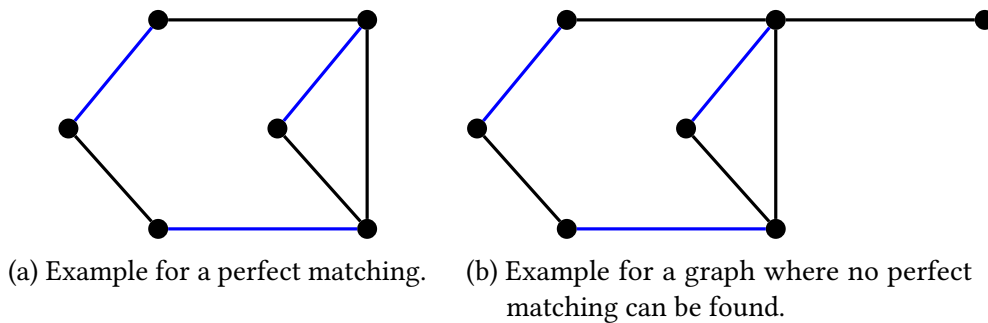 (a) Example for a perfect matching.
(b) Example for a graph where no perfect
matching can be found.